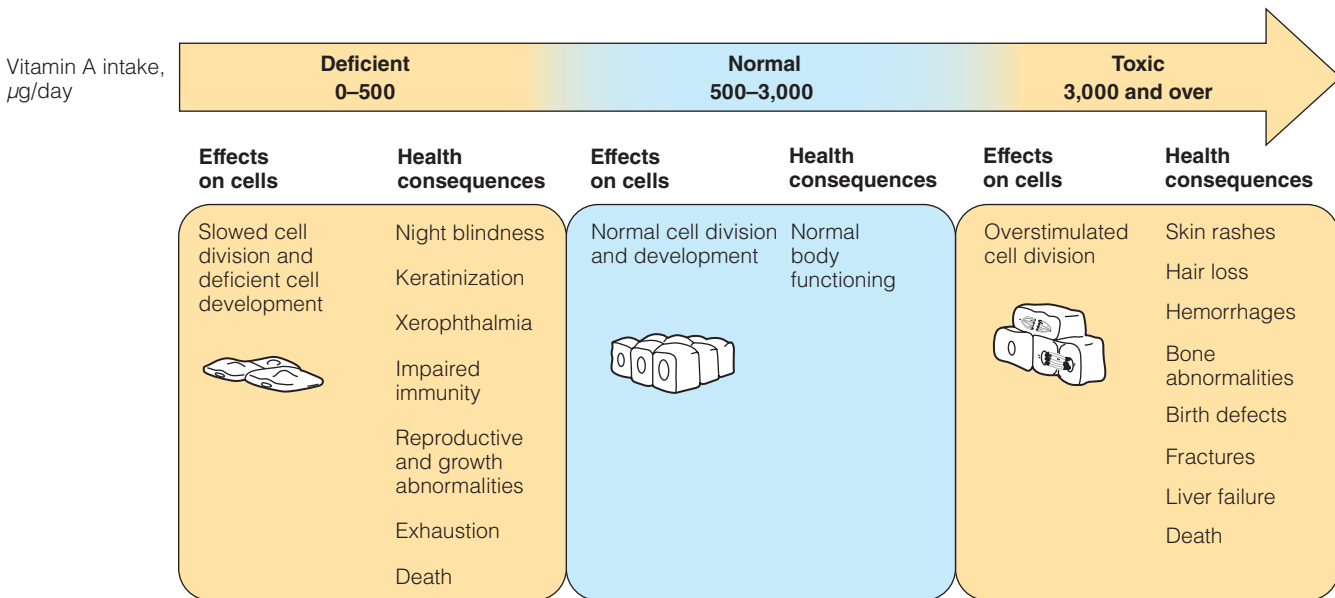 Vitamin A intake,
µg/day
Deficient
0–500
Normal
500–3,000
Toxic
3,000 and over
Effects
on cells
Health
consequences
Effects
on cells
Health
consequences
Effects
on cells
Health
consequences
Slowed cell
division and
deficient cell
development
Night blindness
Keratinization
Xerophthalmia
Impaired
immunity
Reproductive
and growth
abnormalities
Exhaustion
Death
Normal cell division
and development
Normal
body
functioning
Overstimulated
cell division
Skin rashes
Hair loss
Hemorrhages
Bone
abnormalities
Birth defects
Fractures
Liver failure
Death